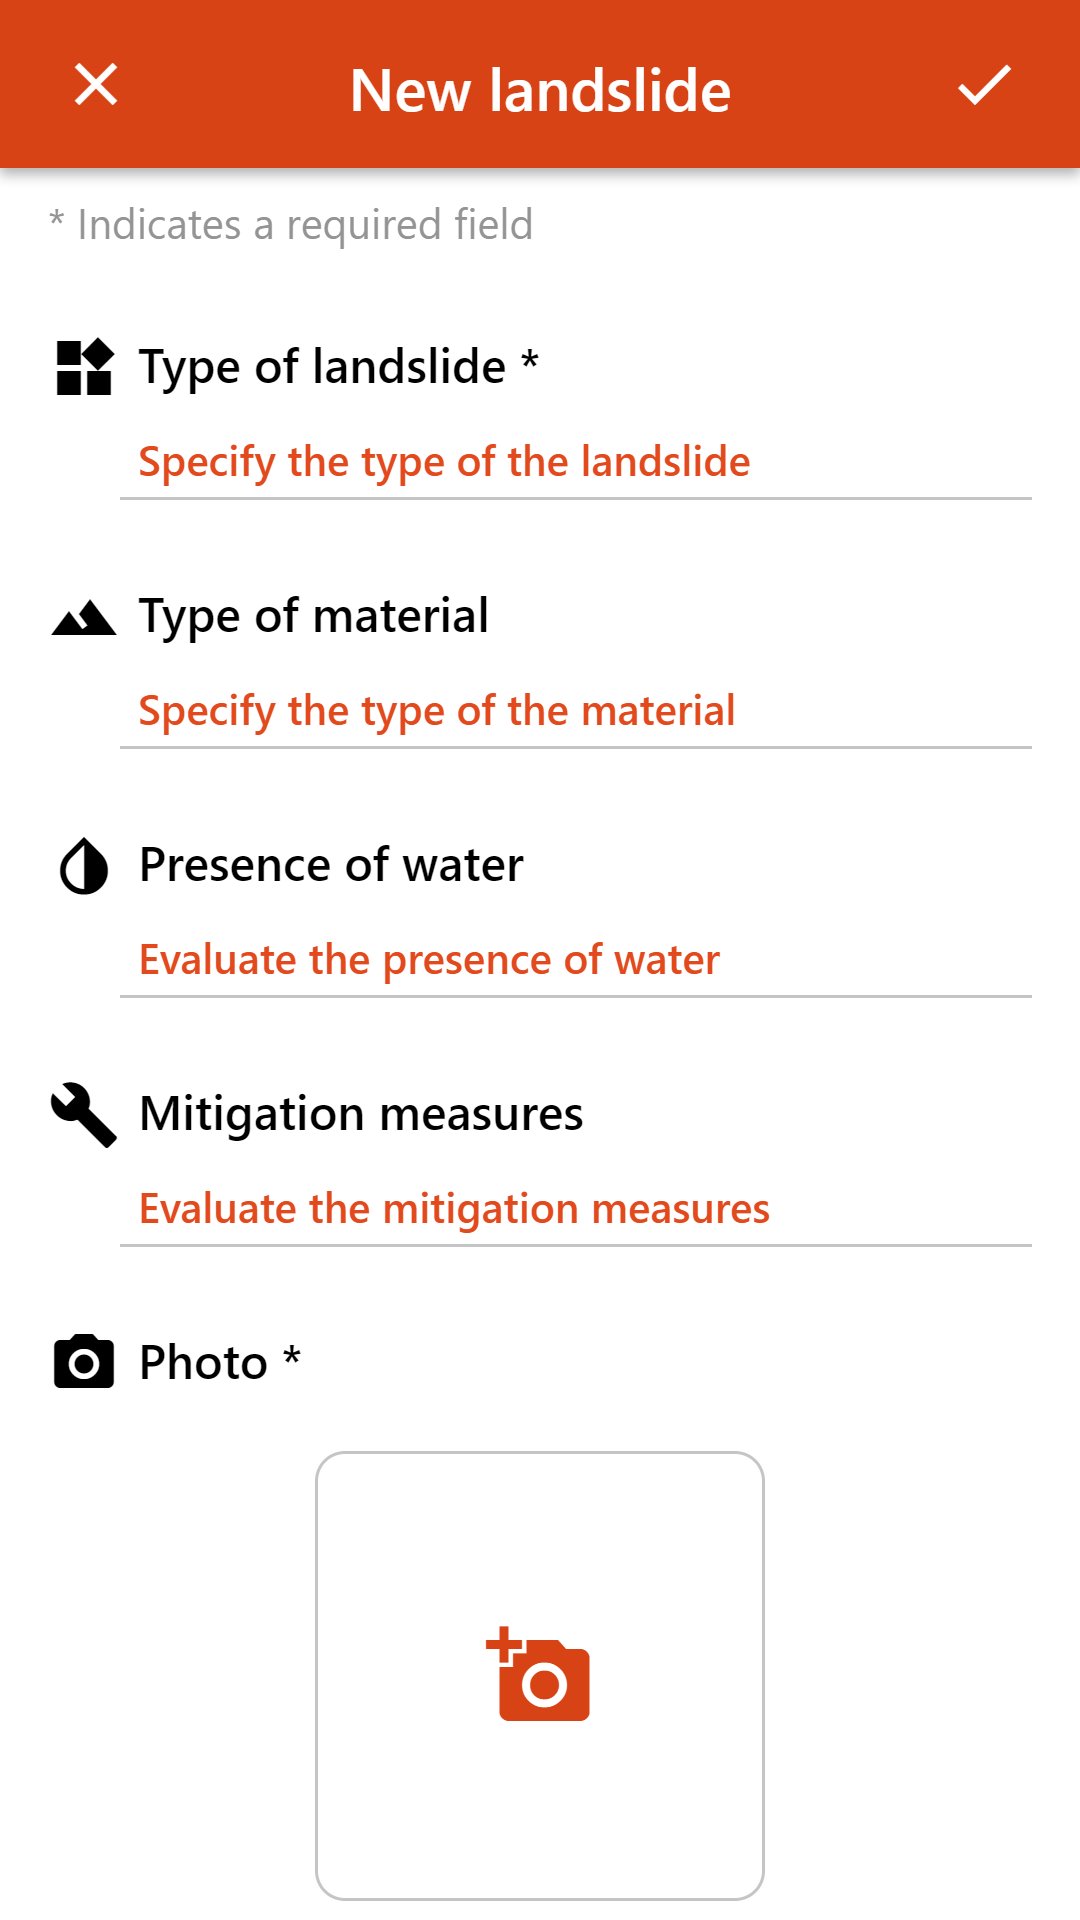 New landslide
* Indicates a required field
Type of landslide *
Specify the type of the landslide
Type of material
Specify the type of the material
Presence of water
Evaluate the presence of water
Mitigation measures
Evaluate the mitigation measures
Photo *